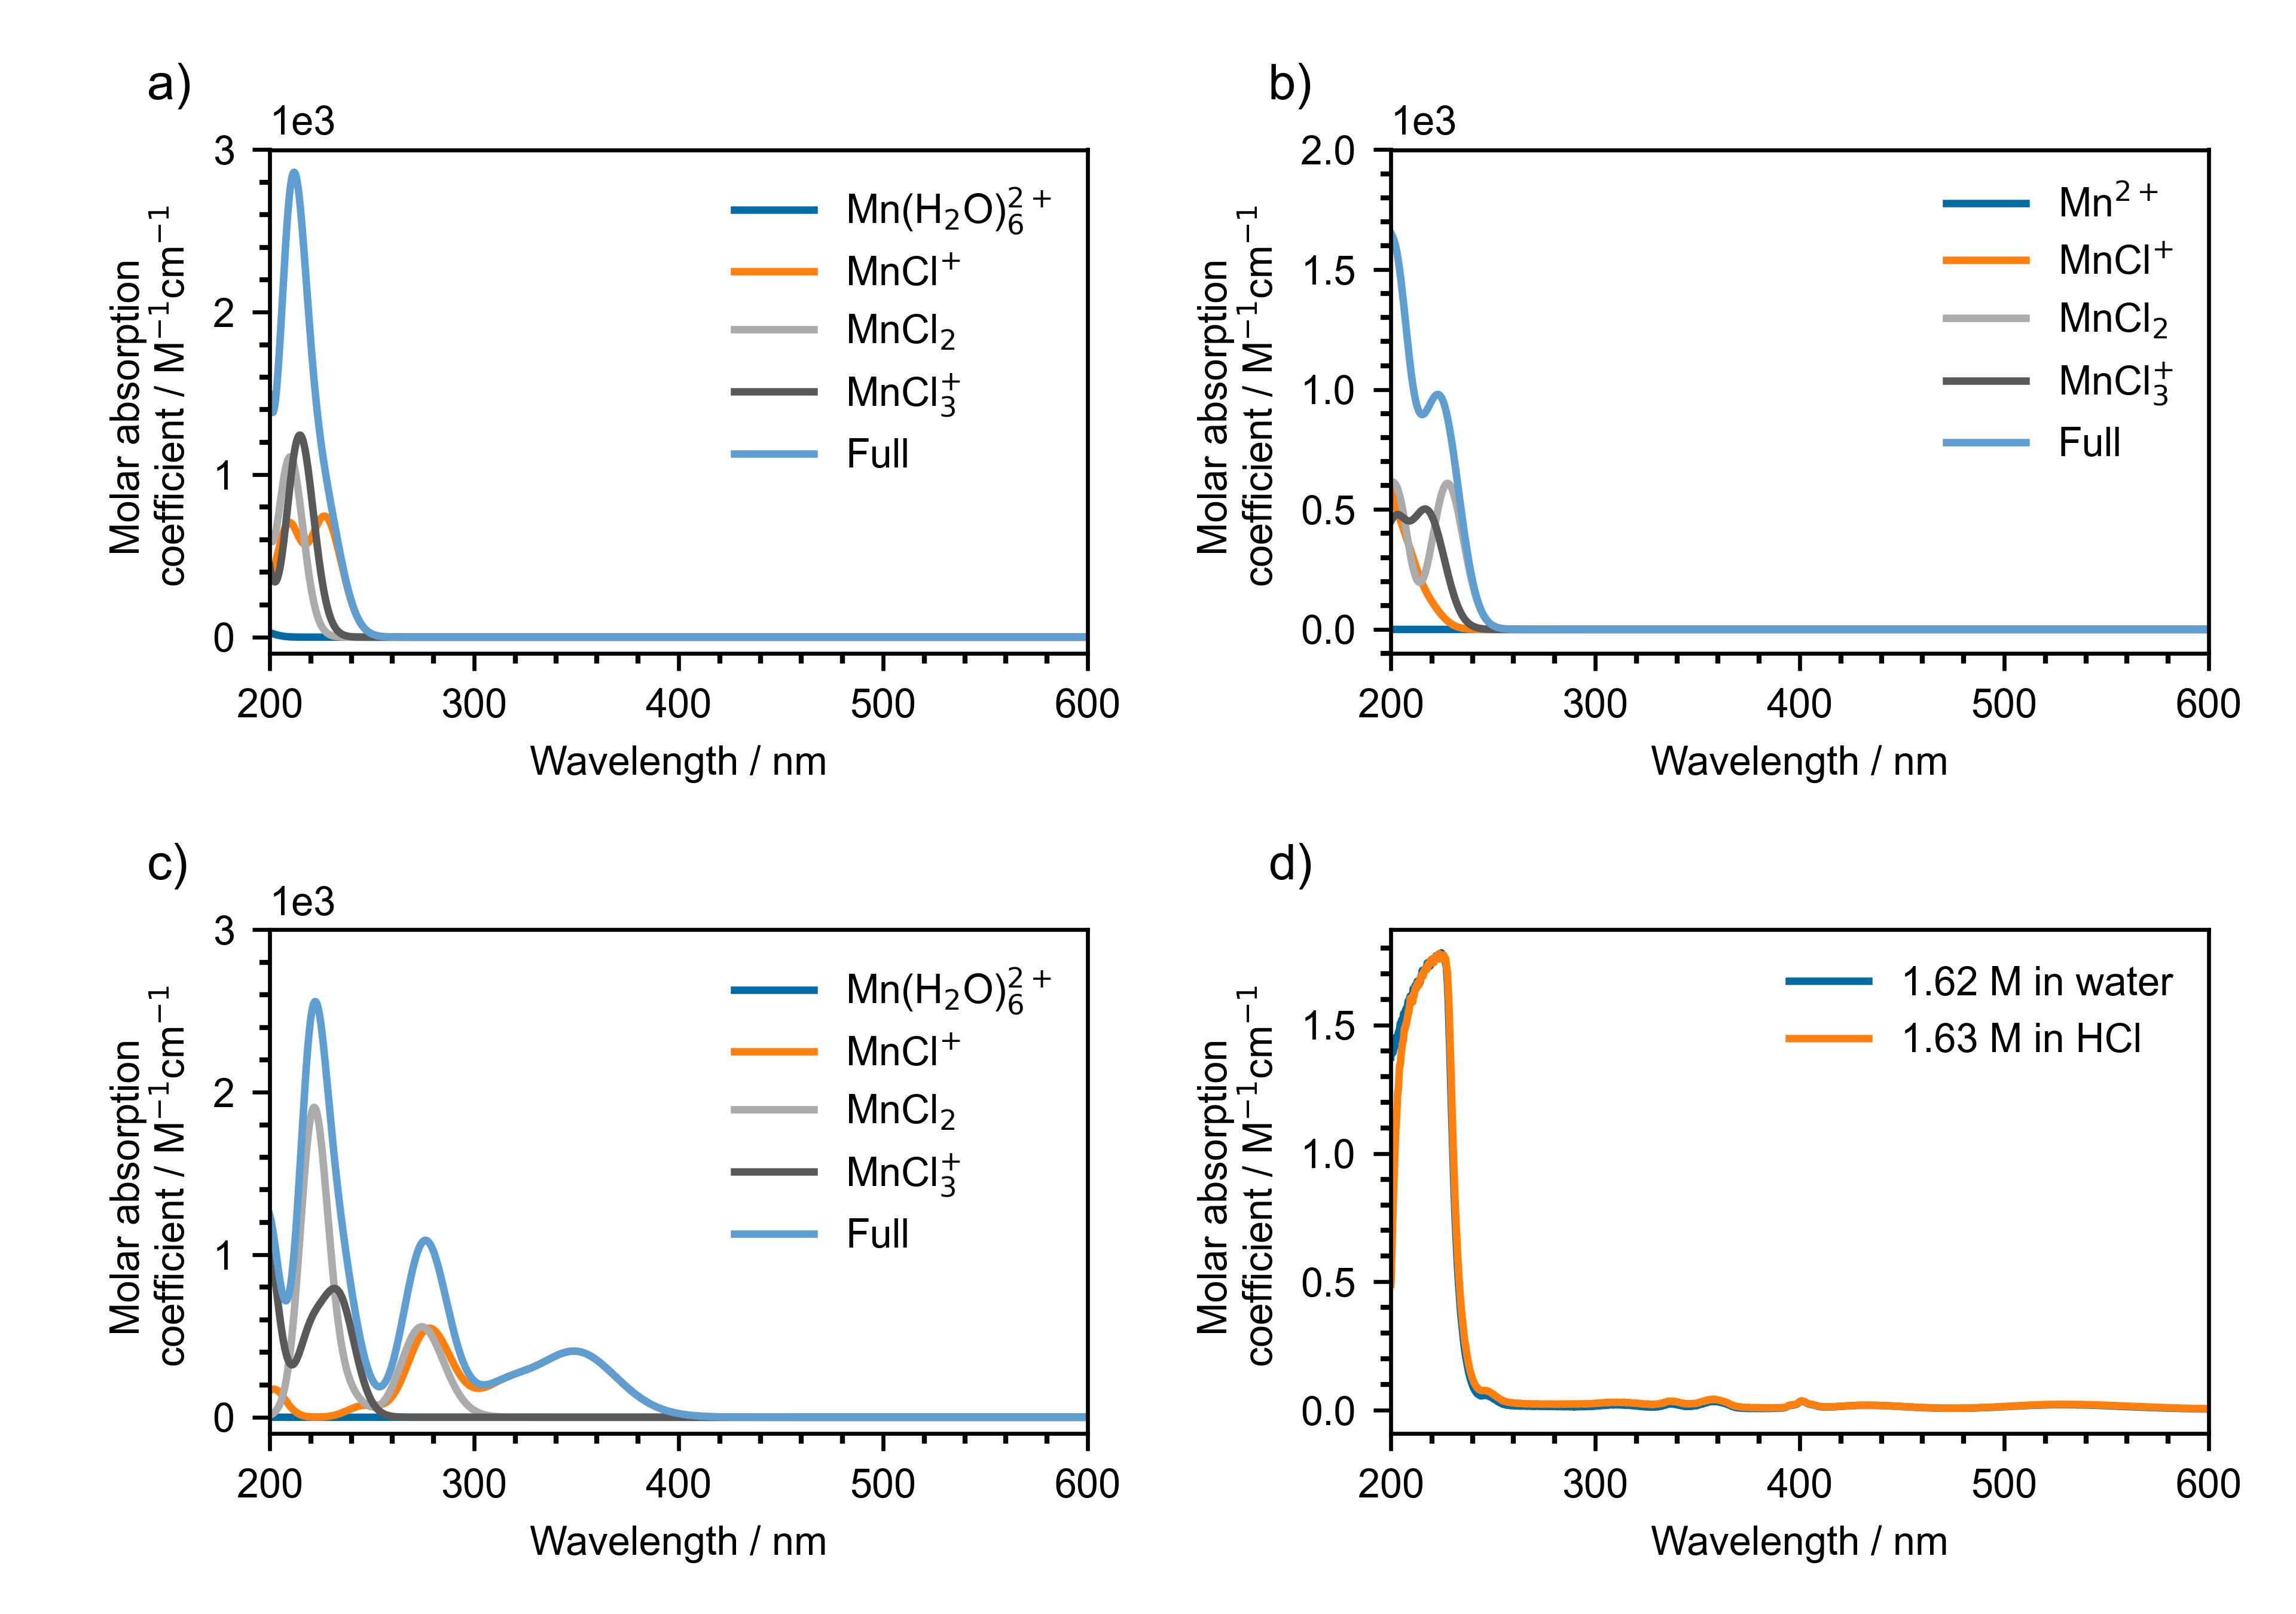 a)
1e3
3
2
1
0
Molar absorption
coefficient / M⁻¹cm⁻¹
Mn(H₂O)₆²⁺
MnCl⁺
MnCl₂
MnCl₃⁺
Full
200 300 400 500 600
Wavelength / nm
b)
1e3
2.0
1.5
1.0
0.5
0.0
Molar absorption
coefficient / M⁻¹cm⁻¹
Mn²⁺
MnCl⁺
MnCl₂
MnCl₃⁺
Full
200 300 400 500 600
Wavelength / nm
c)
1e3
3
2
1
0
Molar absorption
coefficient / M⁻¹cm⁻¹
Mn(H₂O)₆²⁺
MnCl⁺
MnCl₂
MnCl₃⁺
Full
200 300 400 500 600
Wavelength / nm
d)
1.5
1.0
0.5
0.0
Molar absorption
coefficient / M⁻¹cm⁻¹
1.62 M in water
1.63 M in HCl
200 300 400 500 600
Wavelength / nm